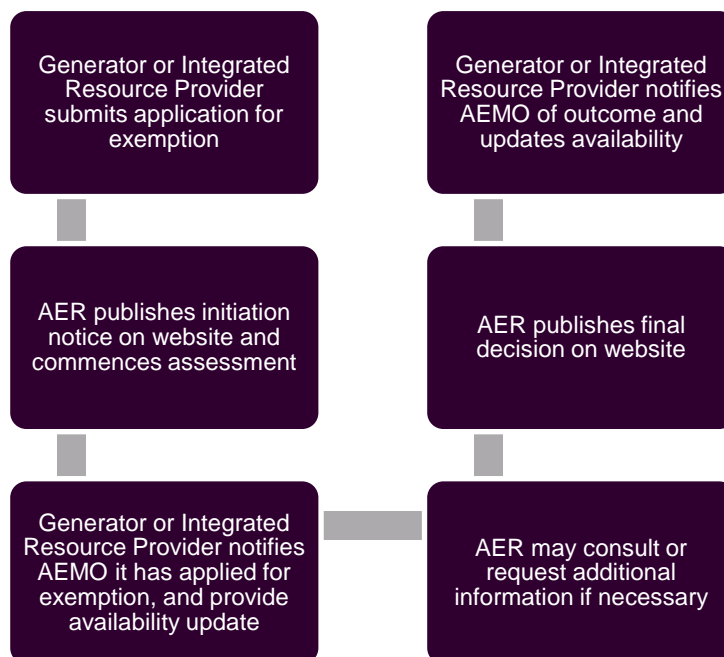 Generator or Integrated
Resource Provider
submits application for
exemption
AER publishes initiation
notice on website and
commences assessment
Generator or Integrated
Resource Provider notifies
AEMO it has applied for
exemption, and provide
availability update
AER may consult or
request additional
information if necessary
AER publishes final
decision on website
Generator or Integrated
Resource Provider notifies
AEMO of outcome and
updates availability